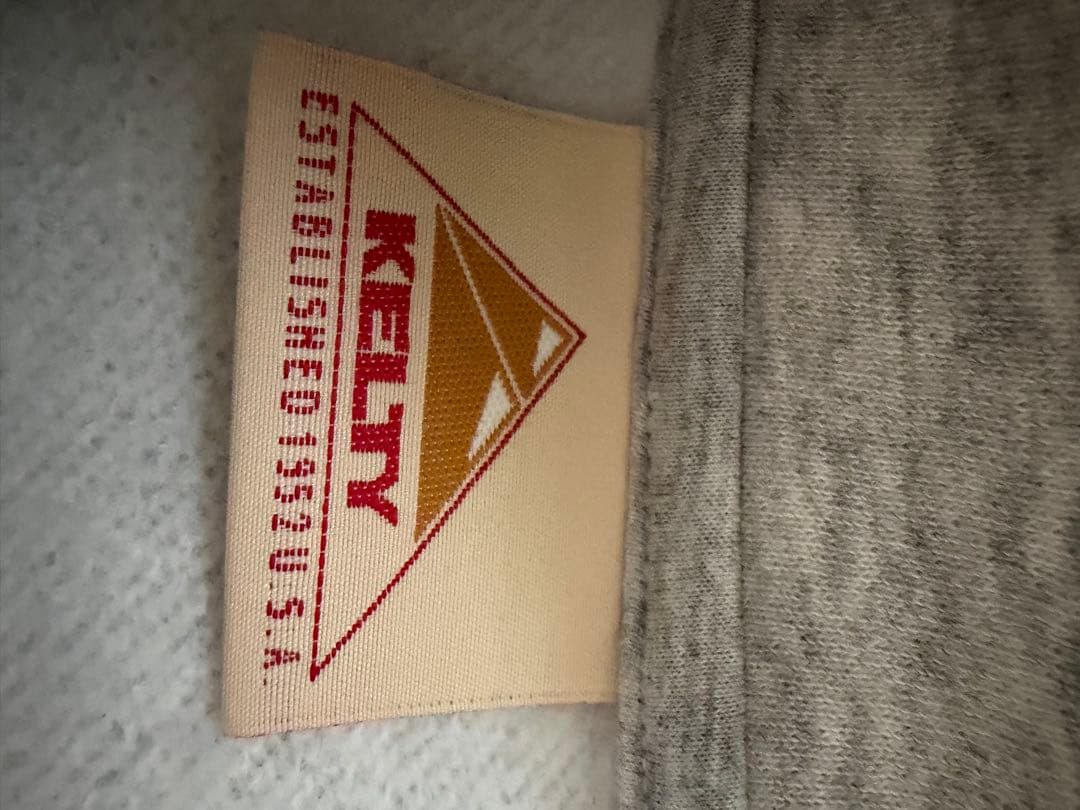 KELTY
ESTABLISHED 1952 U.S.A.